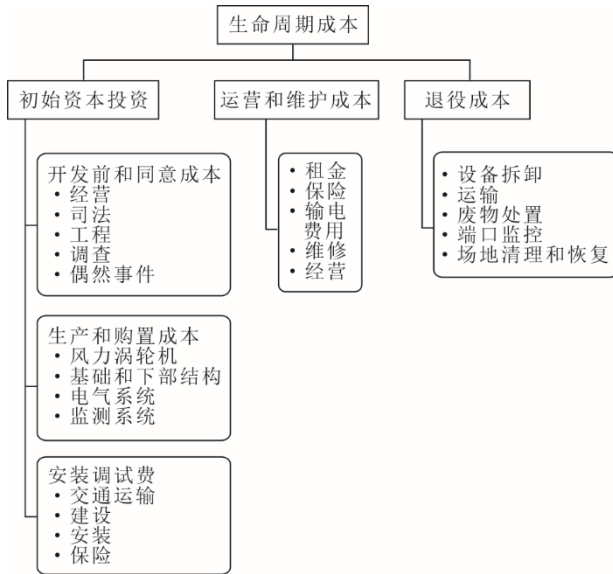 生命周期成本
初始资本投资
运营和维护成本
退役成本
开发前和同意成本
• 经营
• 司法
• 工程
• 调查
• 偶然事件
生产和购置成本
• 风力涡轮机
• 基础和下部结构
• 电气系统
• 监测系统
安装调试费
• 交通运输
• 建设
• 安装
• 保险
• 租金
• 保险
• 输电
费用
• 维修
• 经营
• 设备拆卸
• 运输
• 废物处置
• 端口监控
• 场地清理和恢复